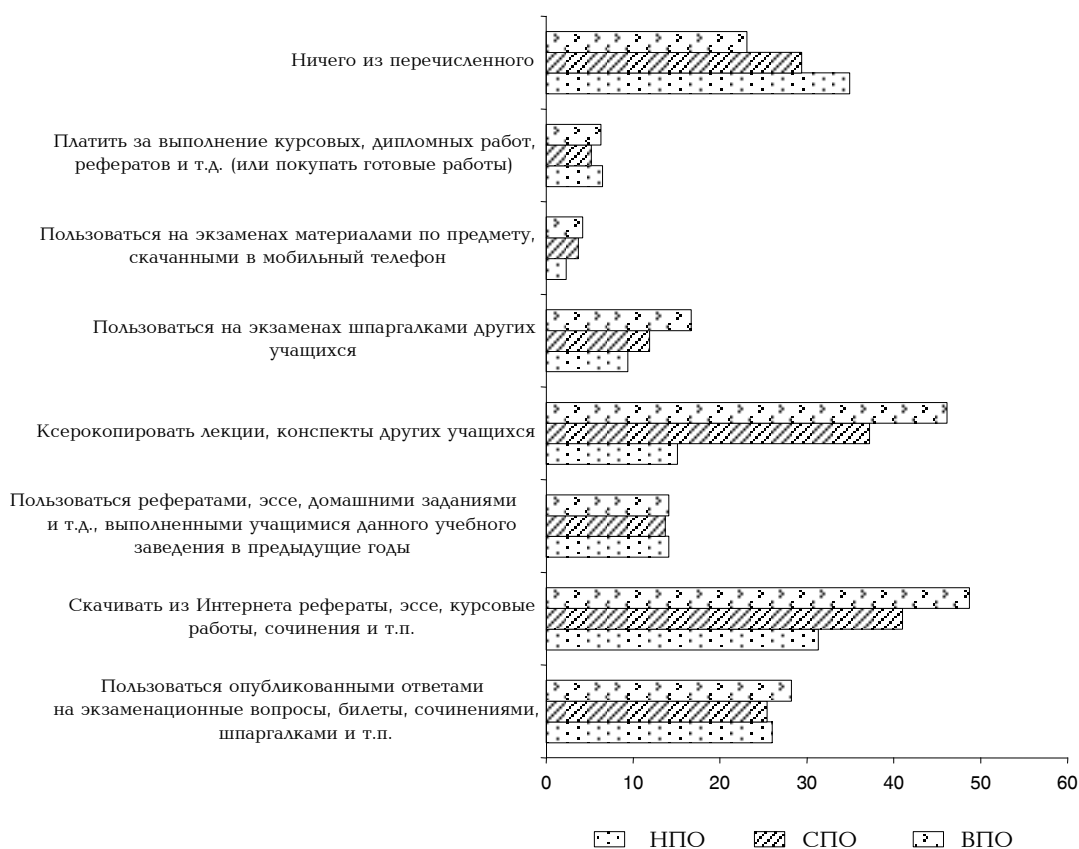 Ничего из перечисленного
Платить за выполнение курсовых, дипломных работ,
рефератов и т.д. (или покупать готовые работы)
Пользоваться на экзаменах материалами по предмету,
скачанными в мобильный телефон
Пользоваться на экзаменах шпаргалками других
учащихся
Ксерокопировать лекции, конспекты других учащихся
Пользоваться рефератами, эссе, домашними заданиями
и т.д., выполненными учащимися данного учебного
заведения в предыдущие годы
Скачивать из Интернета рефераты, эссе, курсовые
работы, сочинения и т.п.
Пользоваться опубликованными ответами
на экзаменационные вопросы, билеты, сочинениями,
шпаргалками и т.п.
0 10 20 30 40 50 60
НПО СПО ВПО